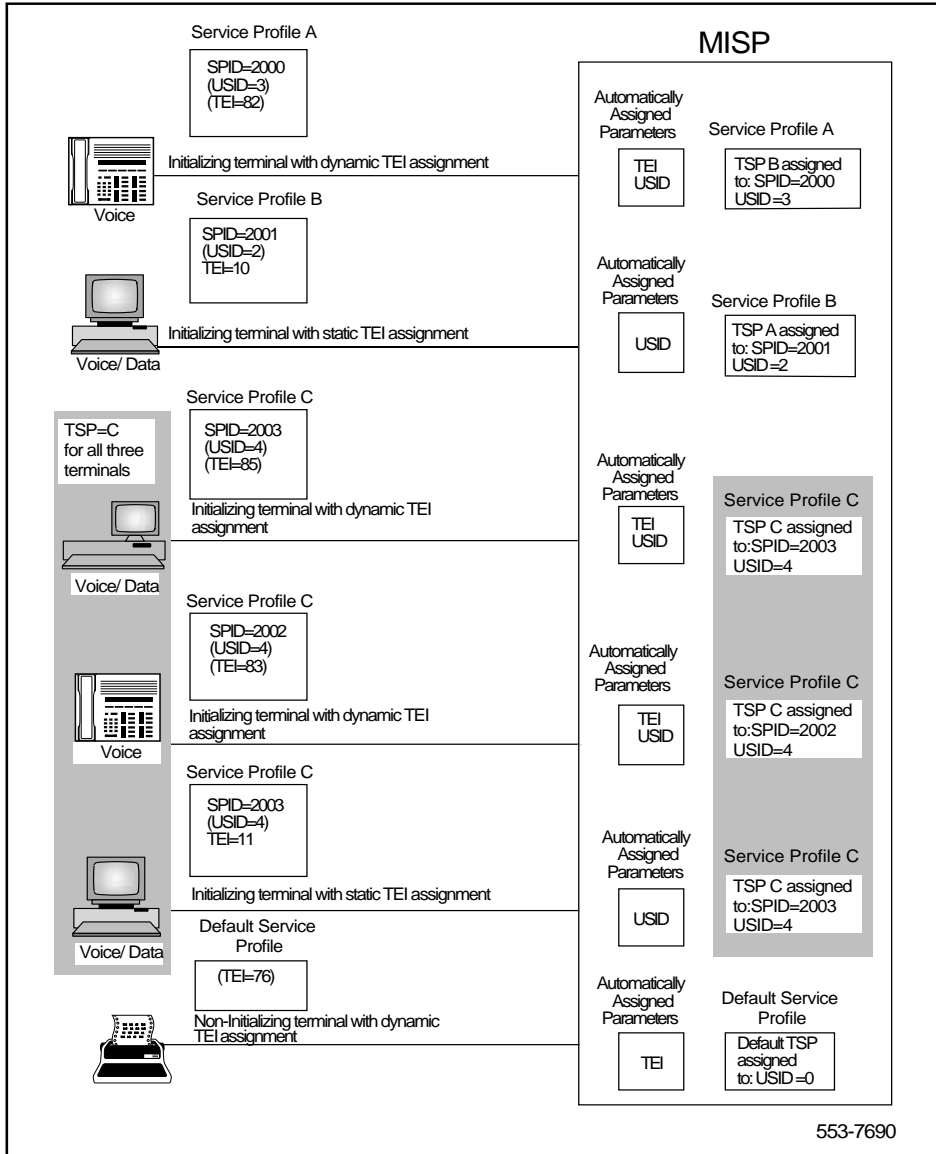 Service Profile A
MISP
SPID=2000
(USID=3)
(TEI=82)
Automatically
Assigned
Parameters
Service Profile A
Initializing terminal with dynamic TEI assignment
TEI
USID
TSP B assigned
to: SPID=2000
USID =3
Voice
Service Profile B
SPID=2001
(USID=2)
TEI=10
Automatically
Assigned
Parameters
Service Profile B
Initializing terminal with static TEI assignment
USID
TSP A assigned
to: SPID=2001
USID =2
Voice/ Data
Service Profile C
TSP=C
for all three
terminals
SPID=2003
(USID=4)
(TEI=85)
Automatically
Assigned
Parameters
Service Profile C
Initializing terminal with dynamic TEI
assignment
TEI
USID
TSP C assigned
to:SPID=2003
USID=4
Voice/ Data
Service Profile C
SPID=2002
(USID=4)
(TEI=83)
Automatically
Assigned
Parameters
Service Profile C
Initializing terminal with dynamic TEI
assignment
TEI
USID
TSP C assigned
to:SPID=2002
USID=4
Voice
Service Profile C
SPID=2003
(USID=4)
TEI=11
Automatically
Assigned
Parameters
Service Profile C
Initializing terminal with static TEI assignment
USID
TSP C assigned
to:SPID=2003
USID=4
Voice/ Data
Default Service
Profile
(TEI=76)
Automatically
Assigned
Parameters
Default Service
Profile
Non-Initializing terminal with dynamic
TEI assignment
TEI
Default TSP
assigned
to: USID =0
553-7690